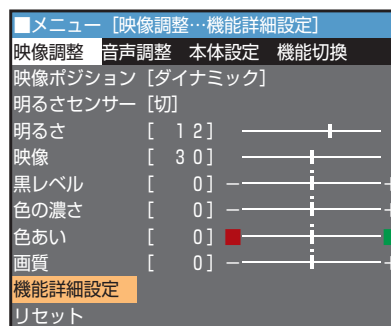 ■メニュー [映像調整…機能詳細設定]
映像調整 音声調整 本体設定 機能切換
映像ポジション [ダイナミック]
明るさセンサー [切]
明るさ [ 12]
映像 [ 30]
黒レベル [ 0] − +
色の濃さ [ 0] − +
色あい [ 0]
画質 [ 0] − +
機能詳細設定
リセット